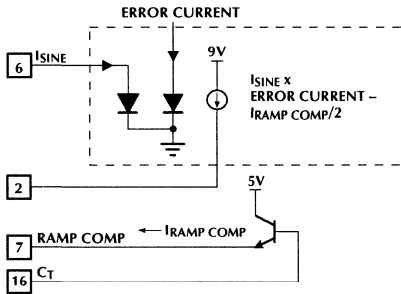 ERROR CURRENT
6 ISINE
9V
ISINE x
ERROR CURRENT –
IRAMP COMP/2
2
5V
IRAMP COMP
7 RAMP COMP
16 CT